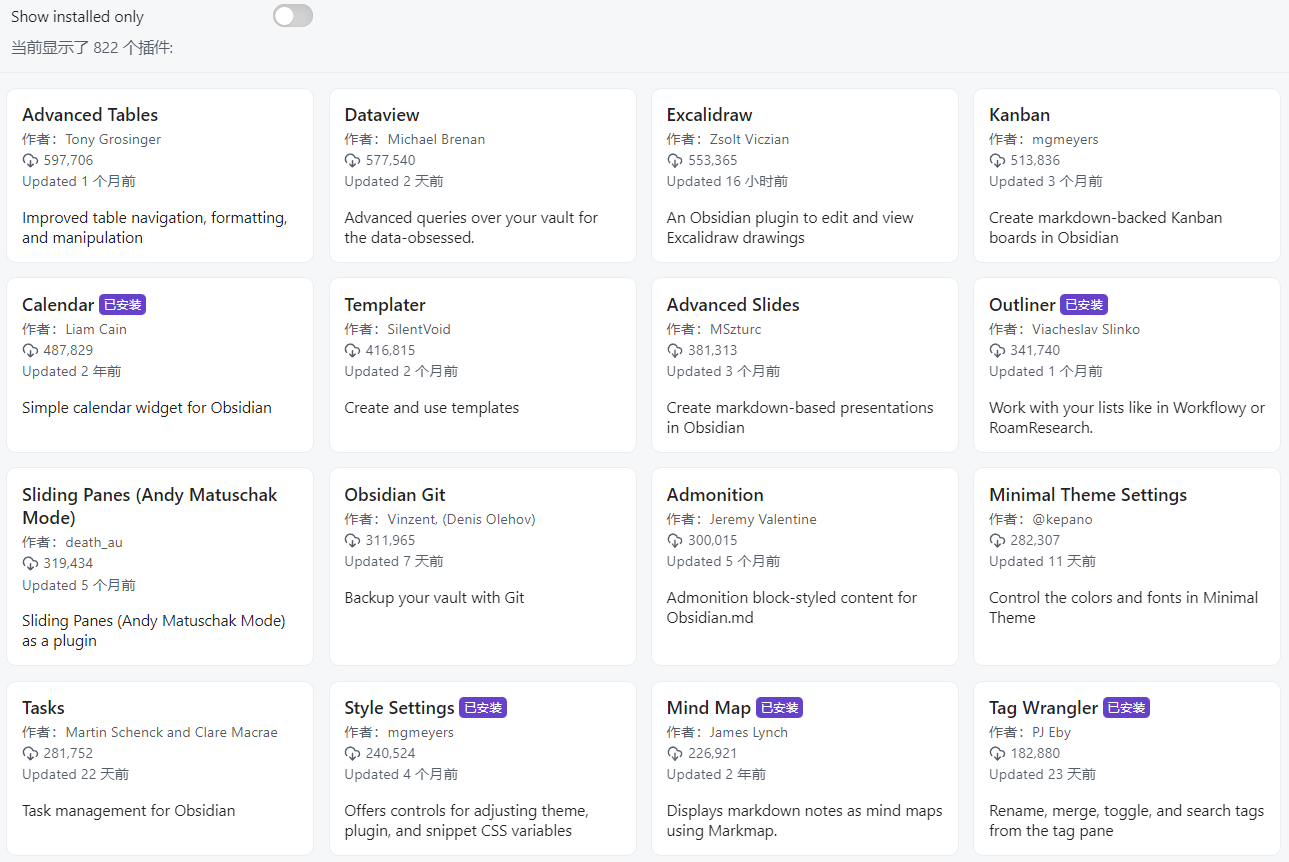 Show installed only
当前显示了 822 个插件:
Advanced Tables
作者：Tony Grosinger
597,706
Updated 1 个月前
Improved table navigation, formatting,
and manipulation
Dataview
作者：Michael Brenan
577,540
Updated 2 天前
Advanced queries over your vault for
the data-obsessed.
Excalidraw
作者：Zsolt Viczian
553,365
Updated 16 小时前
An Obsidian plugin to edit and view
Excalidraw drawings
Kanban
作者：mgmeyers
513,836
Updated 3 个月前
Create markdown-backed Kanban
boards in Obsidian
Calendar 已安装
作者：Liam Cain
487,829
Updated 2 年前
Simple calendar widget for Obsidian
Templater
作者：SilentVoid
416,815
Updated 2 个月前
Create and use templates
Advanced Slides
作者：MSzturc
381,313
Updated 3 个月前
Create markdown-based presentations
in Obsidian
Outliner 已安装
作者：Viacheslav Slinko
341,740
Updated 1 个月前
Work with your lists like in Workflowy or
RoamResearch.
Sliding Panes (Andy Matuschak
Mode)
作者：death_au
319,434
Updated 5 个月前
Sliding Panes (Andy Matuschak Mode)
as a plugin
Obsidian Git
作者：Vinzent, (Denis Olehov)
311,965
Updated 7 天前
Backup your vault with Git
Admonition
作者：Jeremy Valentine
300,015
Updated 5 个月前
Admonition block-styled content for
Obsidian.md
Minimal Theme Settings
作者：@kepano
282,307
Updated 11 天前
Control the colors and fonts in Minimal
Theme
Tasks
作者：Martin Schenck and Clare Macrae
281,752
Updated 22 天前
Task management for Obsidian
Style Settings 已安装
作者：mgmeyers
240,524
Updated 4 个月前
Offers controls for adjusting theme,
plugin, and snippet CSS variables
Mind Map 已安装
作者：James Lynch
226,921
Updated 2 年前
Displays markdown notes as mind maps
using Markmap.
Tag Wrangler 已安装
作者：PJ Eby
182,880
Updated 23 天前
Rename, merge, toggle, and search tags
from the tag pane